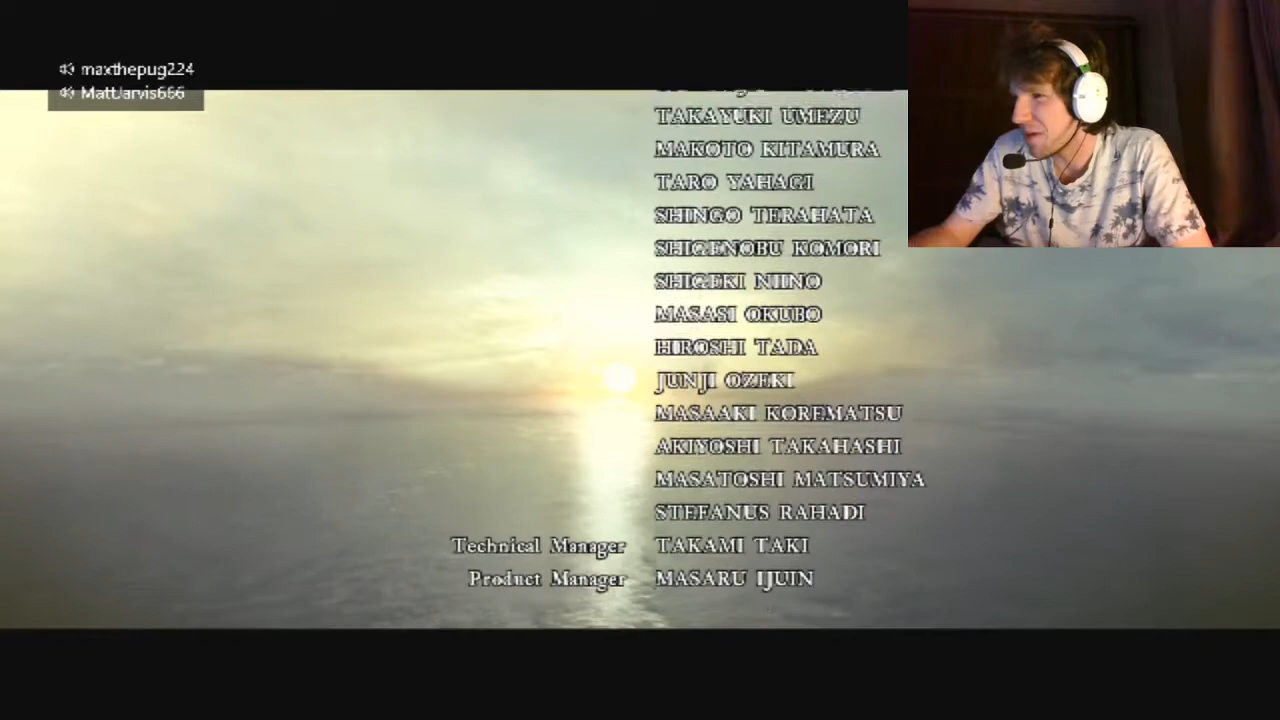 maxthepug224
MattJarvis666
TAKAYUKI UMEZU
MAKOTO KITAMURA
TARO YAHAGI
SHINGO TERAHATA
SHIGENOBU KOMORI
SHIGEKI NIINO
MASASI OKUBO
HIROSHI TADA
JUNJI OZEKI
MASAAKI KOREMATSU
AKIYOSHI TAKAHASHI
MASATOSHI MATSUMIYA
STEFANUS RAHADI
Technical Manager TAKAMI TAKI
Product Manager MASARU IJUIN